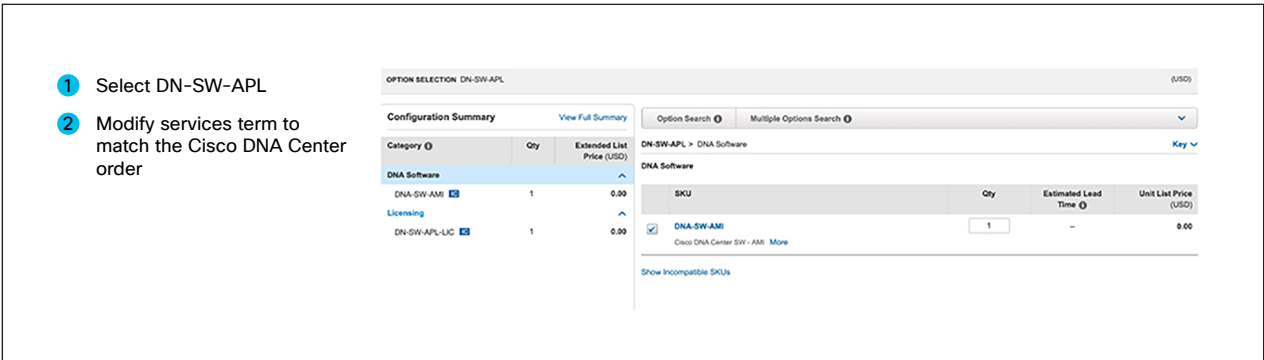 1 Select DN-SW-APL
2 Modify services term to
match the Cisco DNA Center
order
OPTION SELECTION DN-SW-APL (USD)
Configuration Summary View Full Summary
Category Qty Extended List
Price (USD)
DNA Software
DNA-SW-AMI 1 0.00
Licensing
DN-SW-APL-LIC 1 0.00
Option Search Multiple Options Search
DN-SW-APL > DNA Software Key
DNA Software
SKU Qty Estimated Lead
Time Unit List Price
(USD)
DNA-SW-AMI 1 -- 0.00
Cisco DNA Center SW - AMI More
Show Incompatible SKUs